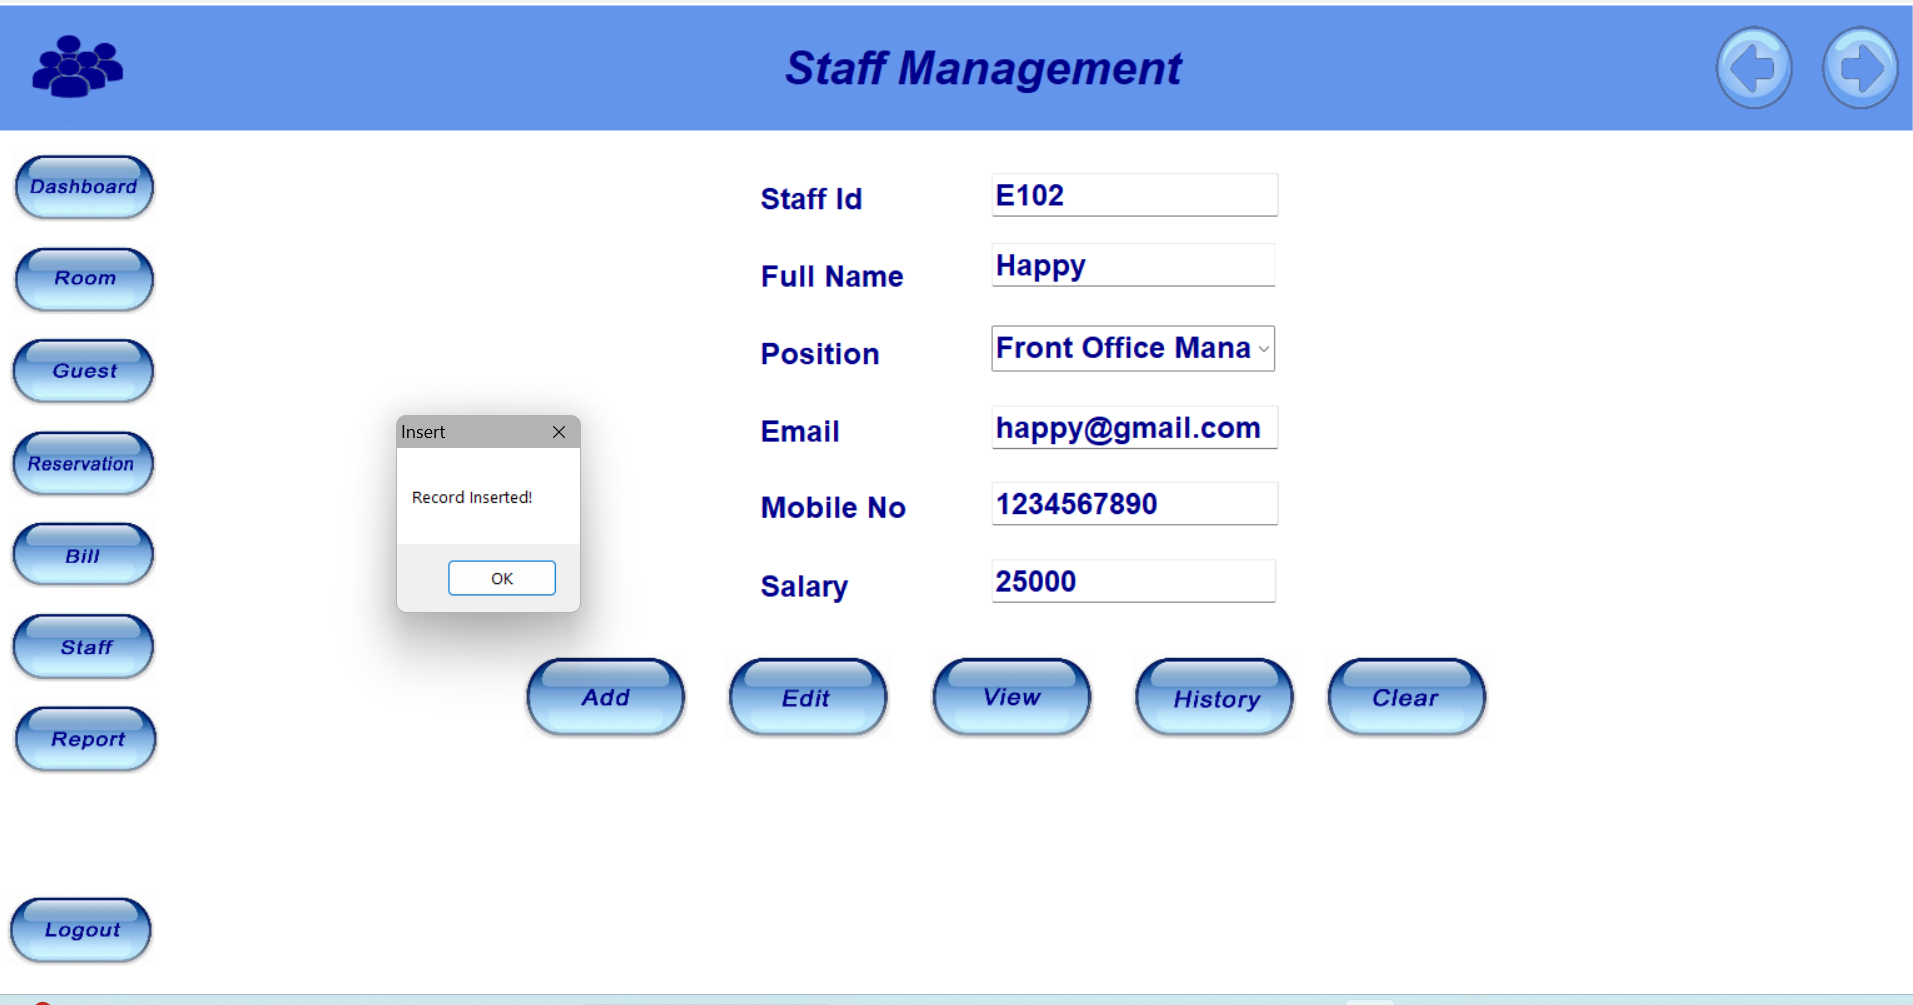 Staff Management
Dashboard
Room
Guest
Reservation
Bill
Staff
Report
Logout
Staff Id
E102
Full Name
Happy
Position
Front Office Mana
Email
happy@gmail.com
Mobile No
1234567890
Salary
25000
Insert
Record Inserted!
OK
Add
Edit
View
History
Clear